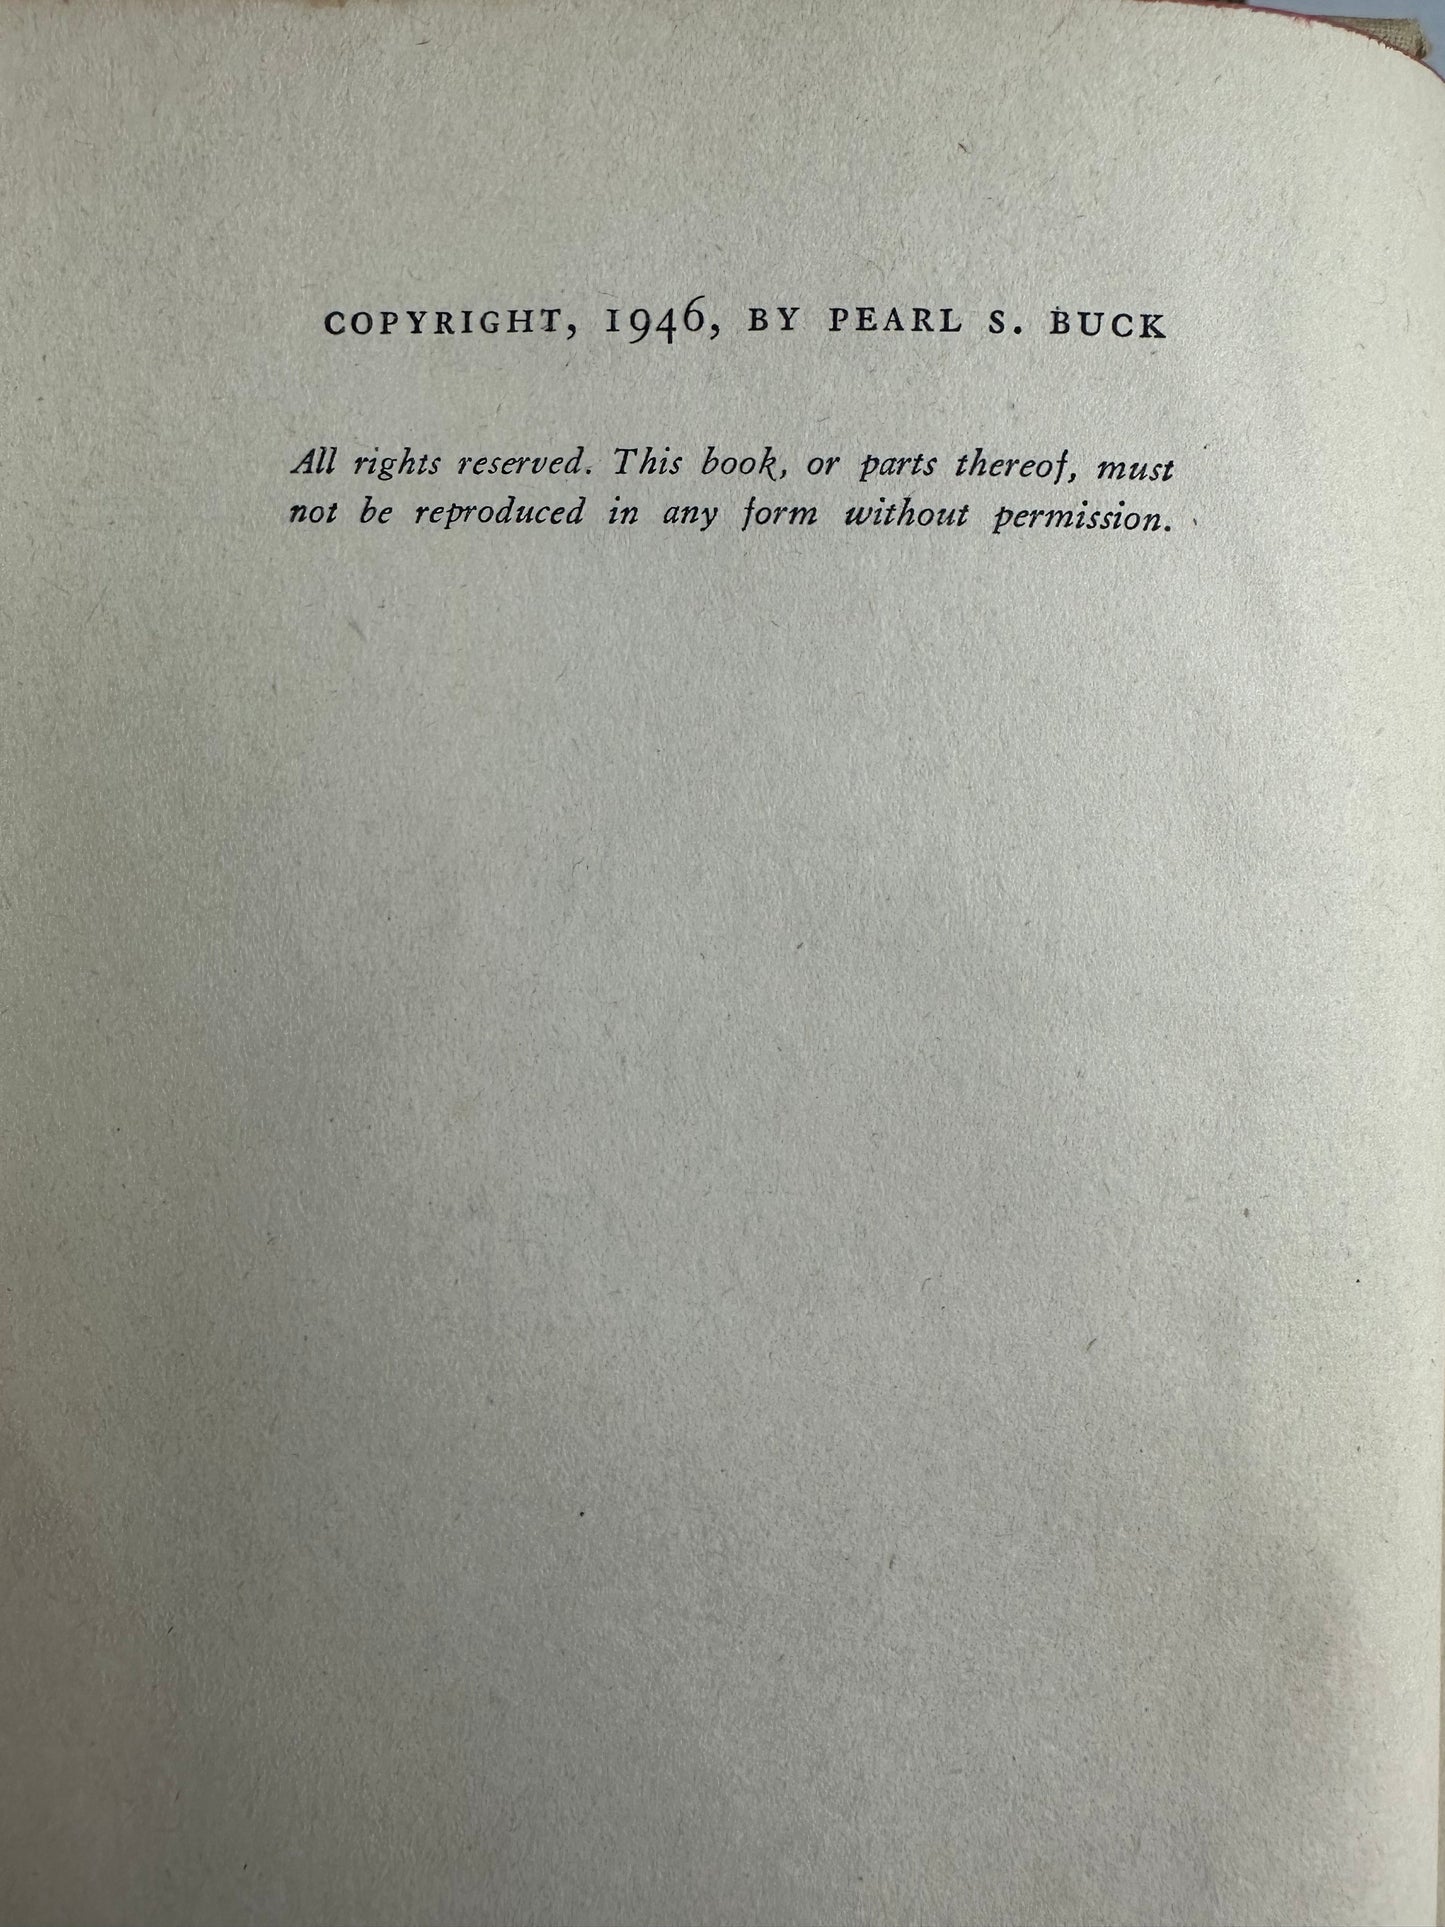 COPYRIGHT, 1946, BY PEARL S. BUCK
All rights reserved. This book, or parts thereof, must
not be reproduced in any form without permission.